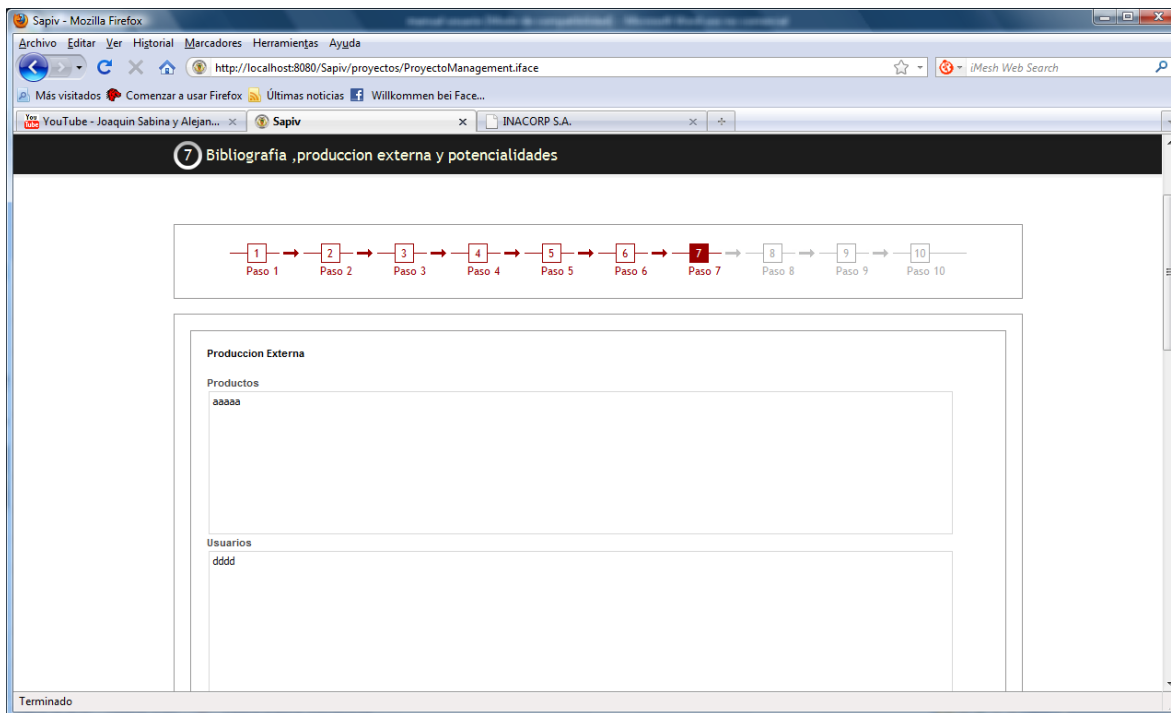 Sapiv - Mozilla Firefox
Archivo Editar Ver Historial Marcadores Herramientas Ayuda
http://localhost:8080/Sapiv/proyectos/ProyectoManagement.iface
iMesh Web Search
Más visitados Comenzar a usar Firefox Últimas noticias Willkommen bei Face...
You Tube YouTube - Joaquin Sabina y Alejan... Sapiv INACORP S.A.
7 Bibliografia ,produccion externa y potencialidades
1 2 3 4 5 6 7 8 9 10
Paso 1 Paso 2 Paso 3 Paso 4 Paso 5 Paso 6 Paso 7 Paso 8 Paso 9 Paso 10
Produccion Externa
Productos
aaaaa
Usuarios
dddd
Terminado